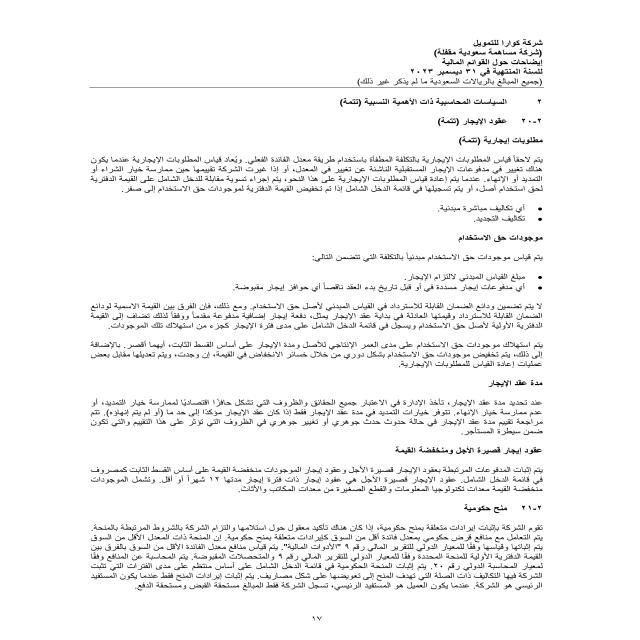 شركة كوارا للتمويل
(شركة مساهمة سعودية مقفلة)
إيضاحات حول القوائم المالية
للسنة المنتهية في ٣١ ديسمبر ٢٠٢٣
(جميع المبالغ بالريالات السعودية ما لم يذكر غير ذلك)
٢ السياسات المحاسبية ذات الأهمية النسبية (تتمة)
٢-٢٠ عقود الإيجار (تتمة)
مطلوبات إيجارية (تتمة)
يتم لاحقاً قياس المطلوبات الإيجارية بالتكلفة المطفأة باستخدام طريقة معدل الفائدة الفعلي. ويُعاد قياس المطلوبات الإيجارية عندما يكون
هناك تغيير في مدفوعات الإيجار المستقبلية الناشئة عن تغيير في المعدل، أو إذا غيرت الشركة تقييمها حين ممارسة خيار الشراء أو
التمديد أو الإنهاء. عندما يتم إعادة قياس المطلوبات الإيجارية على هذا النحو، يتم إجراء تسوية مقابلة للدخل الشامل على القيمة الدفترية
لحق استخدام أصل، أو يتم تسجيلها في قائمة الدخل الشامل إذا تم تخفيض القيمة الدفترية لموجودات حق الاستخدام إلى صفر.
• أي تكاليف مباشرة مبدئية.
• تكاليف التجديد.
موجودات حق الاستخدام
يتم قياس موجودات حق الاستخدام مبدئياً بالتكلفة التي تتضمن التالي:
• مبلغ القياس المبدئي لالتزام الإيجار.
• أي مدفوعات إيجار مسددة في أو قبل تاريخ بدء العقد ناقصاً أي حوافز إيجار مقبوضة.
لا يتم تضمين ودائع الضمان القابلة للاسترداد في القياس المبدئي لأصل حق الاستخدام. ومع ذلك، فإن الفرق بين القيمة الاسمية لودائع
الضمان القابلة للاسترداد وقيمتها العادلة في بداية عقد الإيجار يمثل، دفعة إيجار إضافية مدفوعة مقدماً ووفقاً لذلك تضاف إلى القيمة
الدفترية الأولية لأصل حق الاستخدام ويسجل في قائمة الدخل الشامل على مدى فترة الإيجار كجزء من استهلاك تلك الموجودات.
يتم استهلاك موجودات حق الاستخدام على مدى العمر الإنتاجي للأصل ومدة الإيجار على أساس القسط الثابت، أيهما أقصر. بالإضافة
إلى ذلك، يتم تخفيض موجودات حق الاستخدام بشكل دوري من خلال خسائر الانخفاض في القيمة، إن وجدت، ويتم تعديلها مقابل بعض
عمليات إعادة القياس للمطلوبات الإيجارية.
مدة عقد الإيجار
عند تحديد مدة عقد الإيجار، تأخذ الإدارة في الاعتبار جميع الحقائق والظروف التي تشكل حافزًا اقتصاديًا لممارسة خيار التمديد، أو
عدم ممارسة خيار الإنهاء. تتوفر خيارات التمديد في مدة عقد الإيجار فقط إذا كان عقد الإيجار مؤكدًا إلى حد ما (أو لم يتم إنهاؤه). تتم
مراجعة تقييم مدة عقد الإيجار في حالة حدوث حدث جوهري أو تغيير جوهري في الظروف التي تؤثر على هذا التقييم والتي تكون
ضمن سيطرة المستأجر.
عقود إيجار قصيرة الأجل ومنخفضة القيمة
يتم إثبات المدفوعات المرتبطة بعقود الإيجار قصيرة الأجل وعقود إيجار الموجودات منخفضة القيمة على أساس القسط الثابت كمصروف
في قائمة الدخل الشامل. عقود الإيجار قصيرة الأجل هي عقود إيجار ذات فترة إيجار مدتها ١٢ شهراً أو أقل. وتشمل الموجودات
منخفضة القيمة معدات تكنولوجيا المعلومات والقطع الصغيرة من معدات المكاتب والأثاث.
٢-٢١ منح حكومية
تقوم الشركة بإثبات إيرادات متعلقة بمنح حكومية، إذا كان هناك تأكيد معقول حول استلامها والتزام الشركة بالشروط المرتبطة بالمنحة.
يتم التعامل مع منافع قرض حكومي بمعدل فائدة أقل من السوق كإيرادات متعلقة بمنح حكومية. إن المنحة ذات المعدل الأقل من السوق
يتم إثباتها وقياسها وفقًا للمعيار الدولي للتقرير المالي رقم ٩ "الأدوات المالية". يتم قياس منافع معدل الفائدة الأقل من السوق بالفرق بين
القيمة الدفترية الأولية للمنحة المحددة وفقًا للمعيار الدولي للتقرير المالي رقم ٩ والمتحصلات المقبوضة. يتم المحاسبة عن المنافع وفقًا
لمعيار المحاسبة الدولي رقم ٢٠. يتم إثبات المنحة الحكومية في قائمة الدخل الشامل على أساس منتظم على مدى الفترات التي تثبت
الشركة فيها التكاليف ذات الصلة التي تهدف المنح إلى تعويضها على شكل مصاريف. يتم إثبات إيرادات المنح فقط عندما يكون المستفيد
الرئيسي هو الشركة. عندما يكون العميل هو المستفيد الرئيسي، تسجل الشركة فقط المبالغ مستحقة القبض ومستحقة الدفع.
١٧